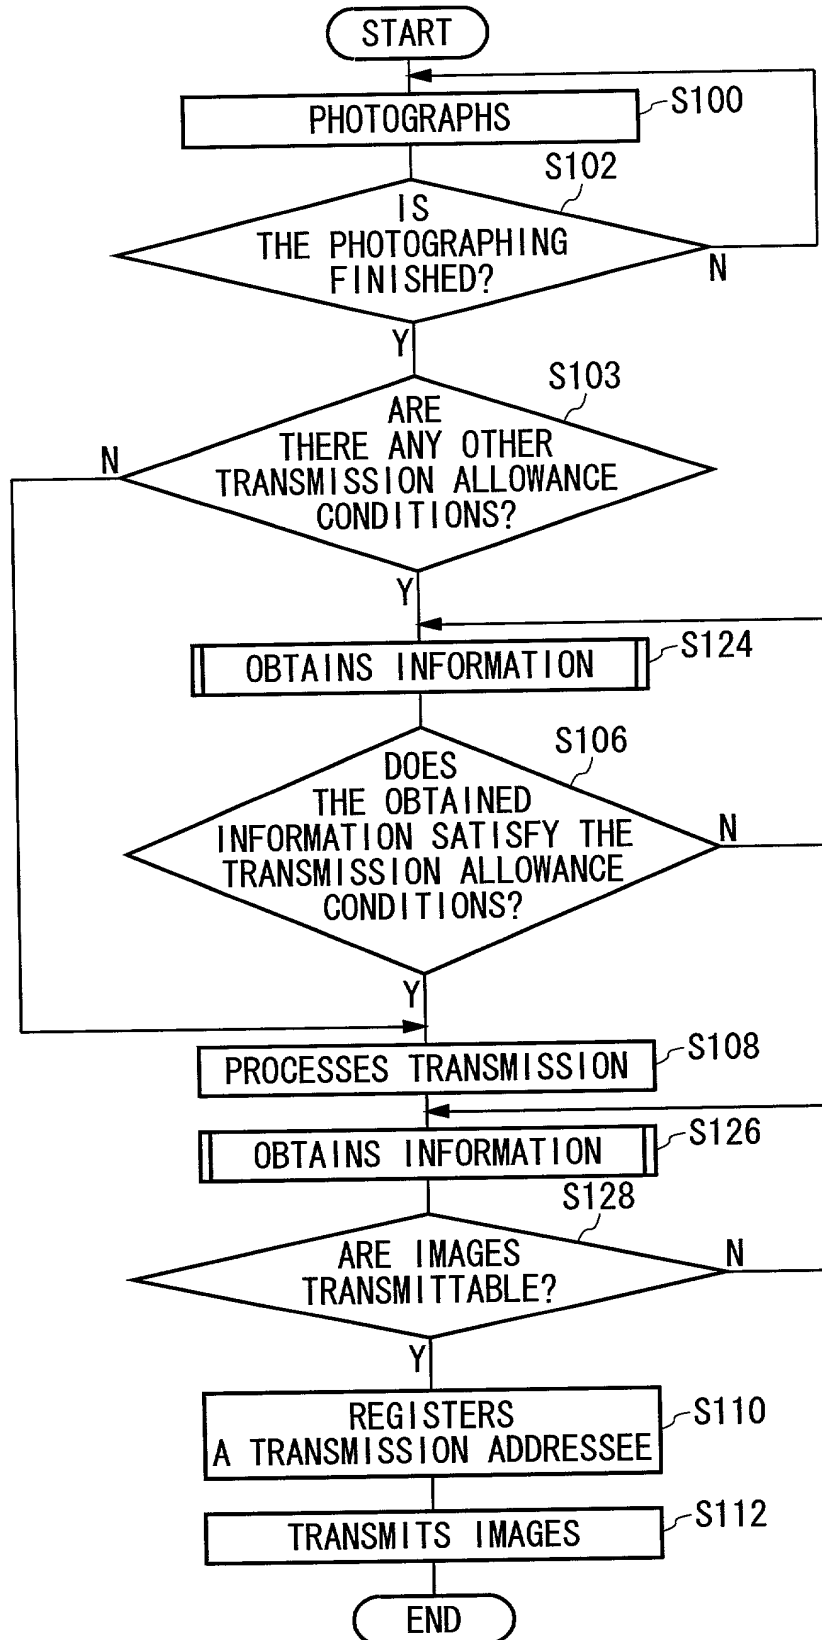 START
PHOTOGRAPHS
S100
S102
IS
THE PHOTOGRAPHING
FINISHED?
N
Y
S103
ARE
THERE ANY OTHER
TRANSMISSION ALLOWANCE
CONDITIONS?
N
Y
OBTAINS INFORMATION
S124
S106
DOES
THE OBTAINED
INFORMATION SATISFY THE
TRANSMISSION ALLOWANCE
CONDITIONS?
N
Y
PROCESSES TRANSMISSION
S108
OBTAINS INFORMATION
S126
S128
ARE IMAGES
TRANSMITTABLE?
N
Y
REGISTERS
A TRANSMISSION ADDRESSEE
S110
TRANSMITS IMAGES
S112
END